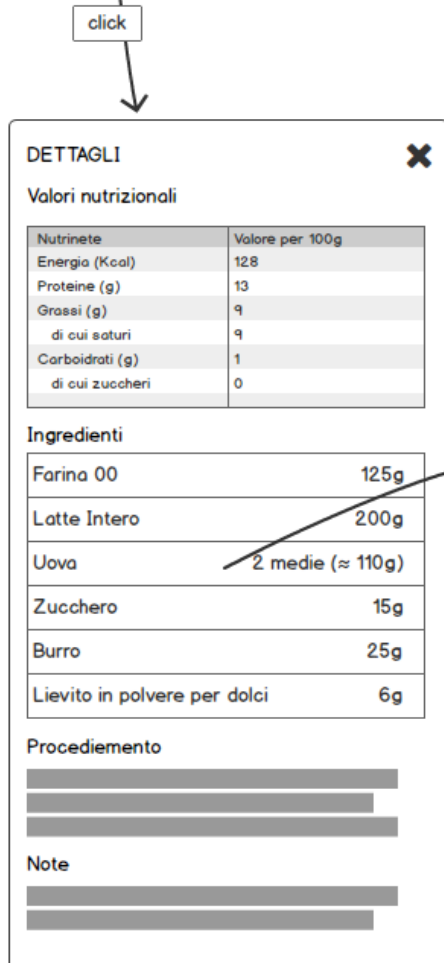 click
DETTAGLI
Valori nutrizionali
Nutrinete Valore per 100g
Energia (Kcal) 128
Proteine (g) 13
Grassi (g) 9
di cui saturi 9
Carboidrati (g) 1
di cui zuccheri 0
Ingredienti
Farina 00 125g
Latte Intero 200g
Uova 2 medie (≈ 110g)
Zucchero 15g
Burro 25g
Lievito in polvere per dolci 6g
Procediemento
Note